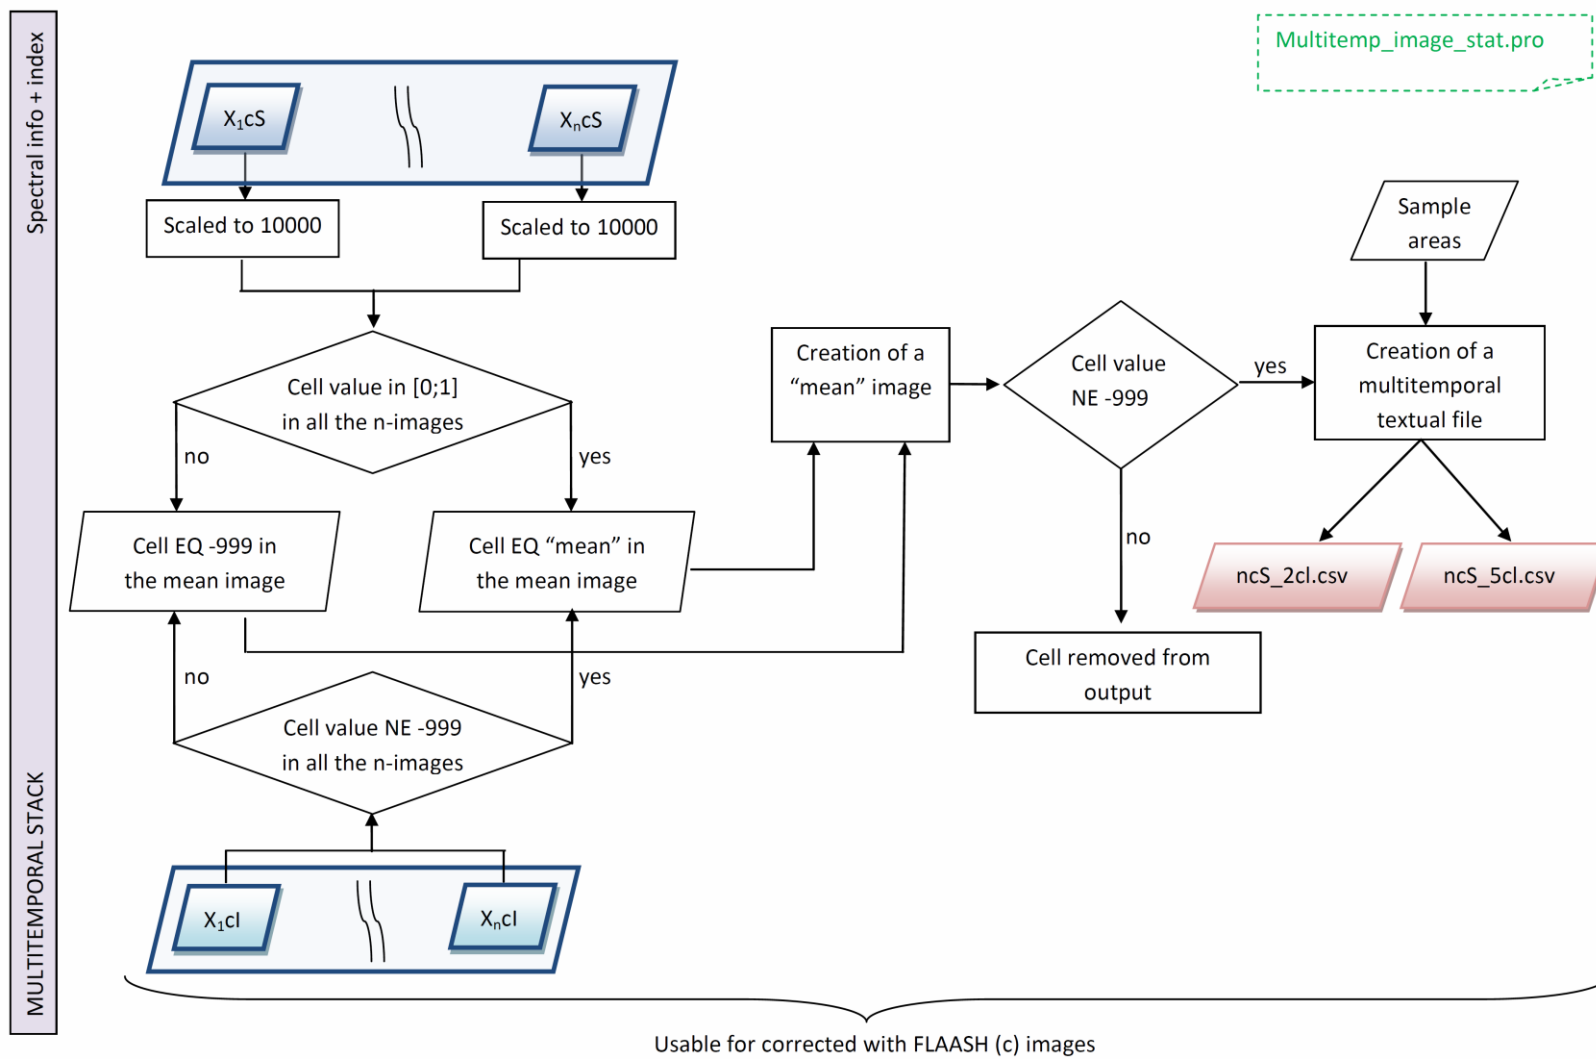 Spectral info + index
MULTITEMPORAL STACK
Multitemp_image_stat.pro
X₁cS
XₙcS
Scaled to 10000
Scaled to 10000
Cell value in [0;1]
in all the n-images
no
yes
Cell EQ -999 in
the mean image
Cell EQ “mean” in
the mean image
no
yes
Cell value NE -999
in all the n-images
X₁cI
XₙcI
Creation of a
“mean” image
Cell value
NE -999
yes
no
Cell removed from
output
Sample
areas
Creation of a
multitemporal
textual file
ncS_2cl.csv
ncS_5cl.csv
Usable for corrected with FLAASH (c) images